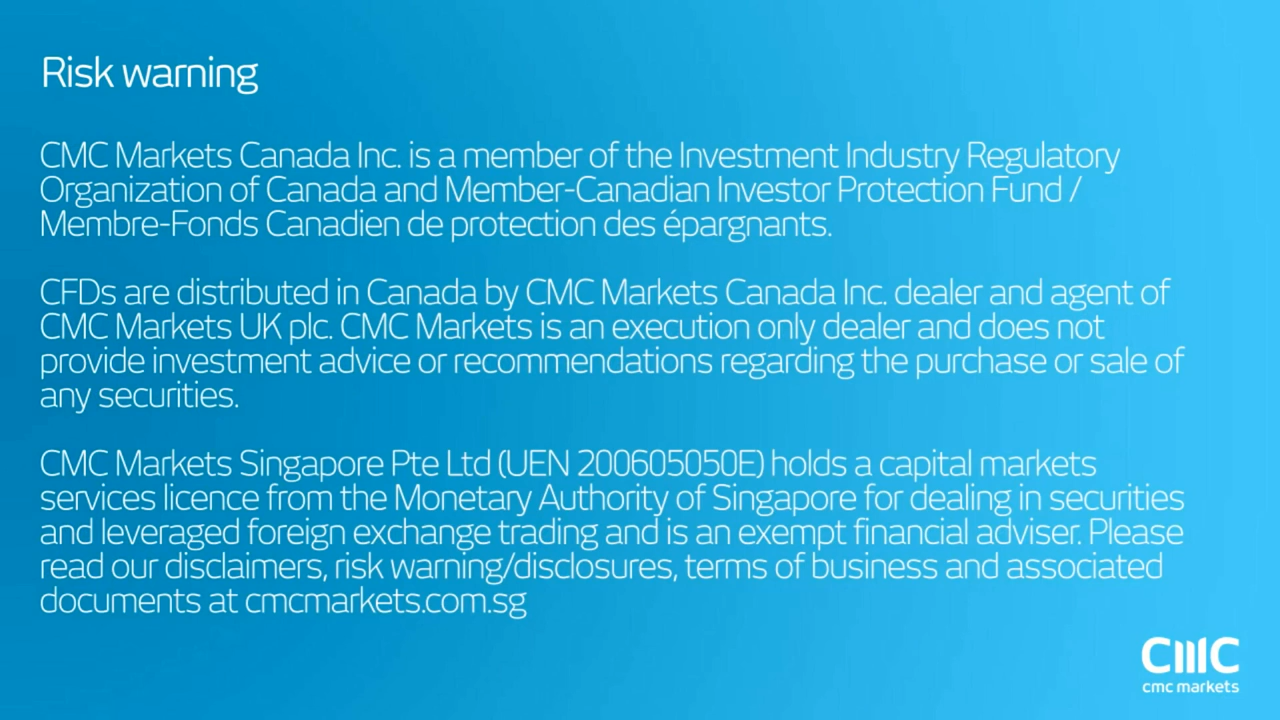 Risk warning
CMC Markets Canada Inc. is a member of the Investment Industry Regulatory
Organization of Canada and Member-Canadian Investor Protection Fund /
Membre-Fonds Canadien de protection des épargnants.
CFDs are distributed in Canada by CMC Markets Canada Inc. dealer and agent of
CMC Markets UK plc. CMC Markets is an execution only dealer and does not
provide investment advice or recommendations regarding the purchase or sale of
any securities.
CMC Markets Singapore Pte Ltd (UEN 200605050E) holds a capital markets
services licence from the Monetary Authority of Singapore for dealing in securities
and leveraged foreign exchange trading and is an exempt financial adviser. Please
read our disclaimers, risk warning/disclosures, terms of business and associated
documents at cmcmarkets.com.sg
CMC
cmc markets